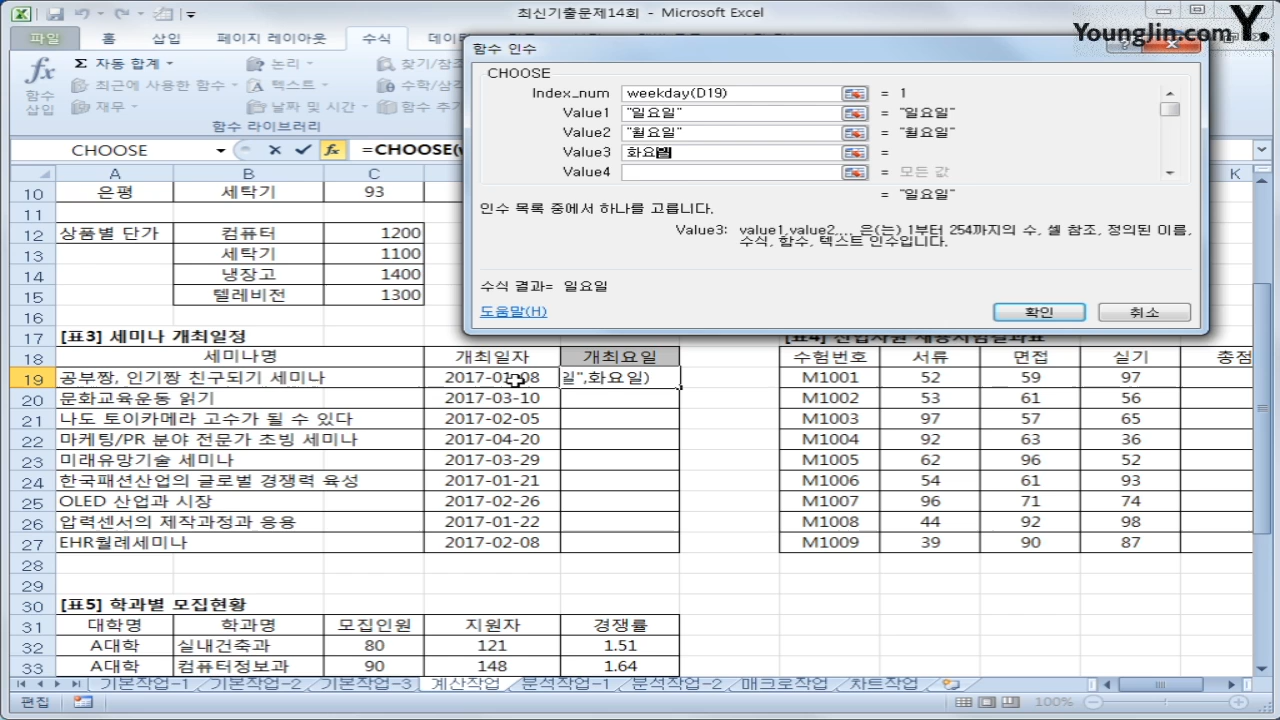 최신기출문제14회 - Microsoft Excel
YoungJin.com Y.
파일 홈 삽입 페이지 레이아웃 수식 데이
fx 함수 삽입
Σ 자동 합계
최근에 사용한 함수
재무
논리
텍스트
날짜 및 시간
찾기/참조
수학/삼각
함수 추가
함수 라이브러리
CHOOSE fx =CHOOSE(w
함수 인수
CHOOSE
Index_num weekday(D19) = 1
Value1 "일요일" = "일요일"
Value2 "월요일" = "월요일"
Value3 화요일 =
Value4 = 모든 값
= "일요일"
인수 목록 중에서 하나를 고릅니다.
Value3: value1,value2,... 은(는) 1부터 254까지의 수, 셀 참조, 정의된 이름,
수식, 함수, 텍스트 인수입니다.
수식 결과= 일요일
도움말(H) 확인 취소
A B C K
10 은평 세탁기 93
11
12 상품별 단가 컴퓨터 1200
13 세탁기 1100
14 냉장고 1400
15 텔레비전 1300
16
17 [표3] 세미나 개최일정
18 세미나명 개최일자 개최요일 수험번호 서류 면접 실기 총점
19 공부짱, 인기짱 친구되기 세미나 2017-01-08 일",화요일) M1001 52 59 97
20 문화교육운동 읽기 2017-03-10 M1002 53 61 56
21 나도 토이카메라 고수가 될 수 있다 2017-02-05 M1003 97 57 65
22 마케팅/PR 분야 전문가 초빙 세미나 2017-04-20 M1004 92 63 36
23 미래유망기술 세미나 2017-03-29 M1005 62 96 52
24 한국패션산업의 글로벌 경쟁력 육성 2017-01-21 M1006 54 61 93
25 OLED 산업과 시장 2017-02-26 M1007 96 71 74
26 압력센서의 제작과정과 응용 2017-01-22 M1008 44 92 98
27 EHR월례세미나 2017-02-08 M1009 39 90 87
28
29
30 [표5] 학과별 모집현황
31 대학명 학과명 모집인원 지원자 경쟁률
32 A대학 실내건축과 80 121 1.51
33 A대학 컴퓨터정보과 90 148 1.64
기본작업-1 기본작업-2 기본작업-3 계산작업 분석작업-1 분석작업-2 매크로작업 차트작업
편집 100%